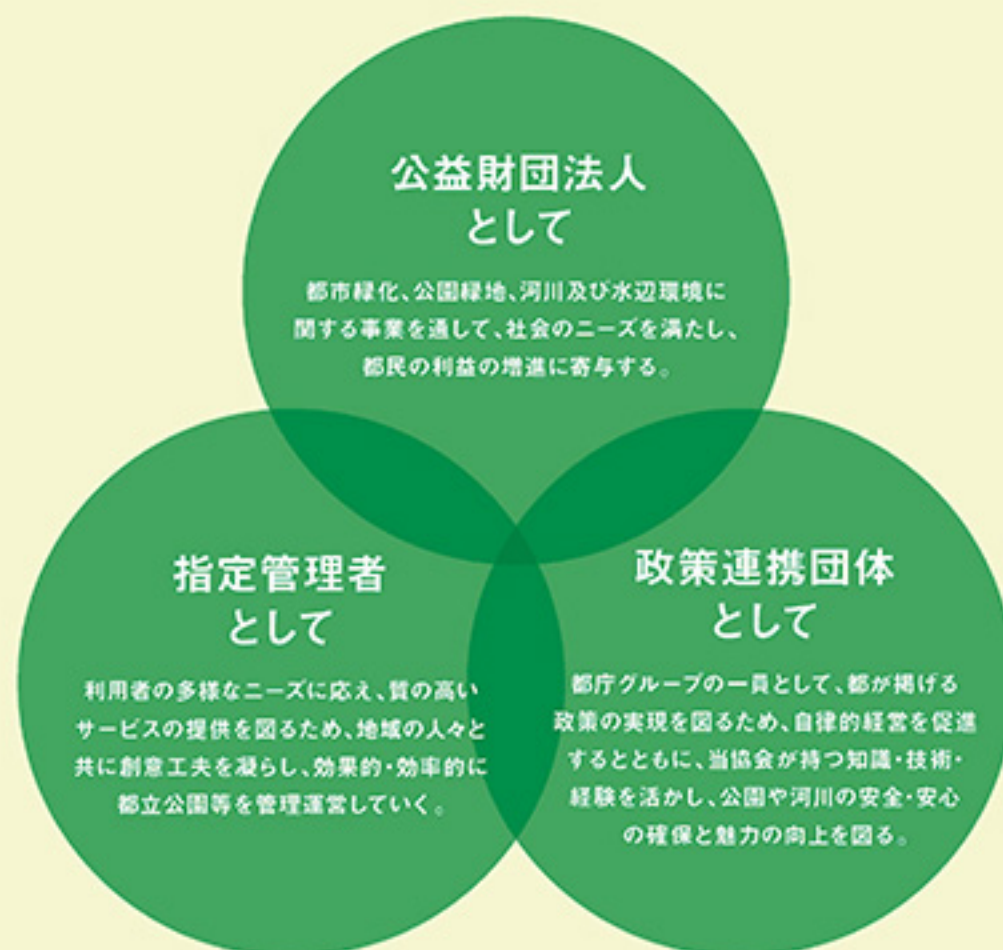 公益財団法人
として
都市緑化、公園緑地、河川及び水辺環境に
関する事業を通して、社会のニーズを満たし、
都民の利益の増進に寄与する。
指定管理者
として
利用者の多様なニーズに応え、質の高い
サービスの提供を図るため、地域の人々と
共に創意工夫を凝らし、効果的・効率的に
都立公園等を管理運営していく。
政策連携団体
として
都庁グループの一員として、都が掲げる
政策の実現を図るため、自律的経営を促進
するとともに、当協会が持つ知識・技術・
経験を活かし、公園や河川の安全・安心
の確保と魅力の向上を図る。